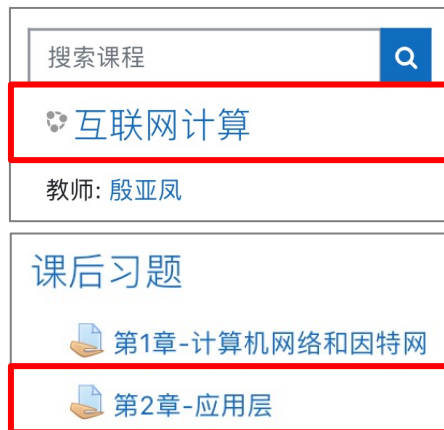 搜索课程
互联网计算
教师: 殷亚凤
课后习题
第1章-计算机网络和因特网
第2章-应用层